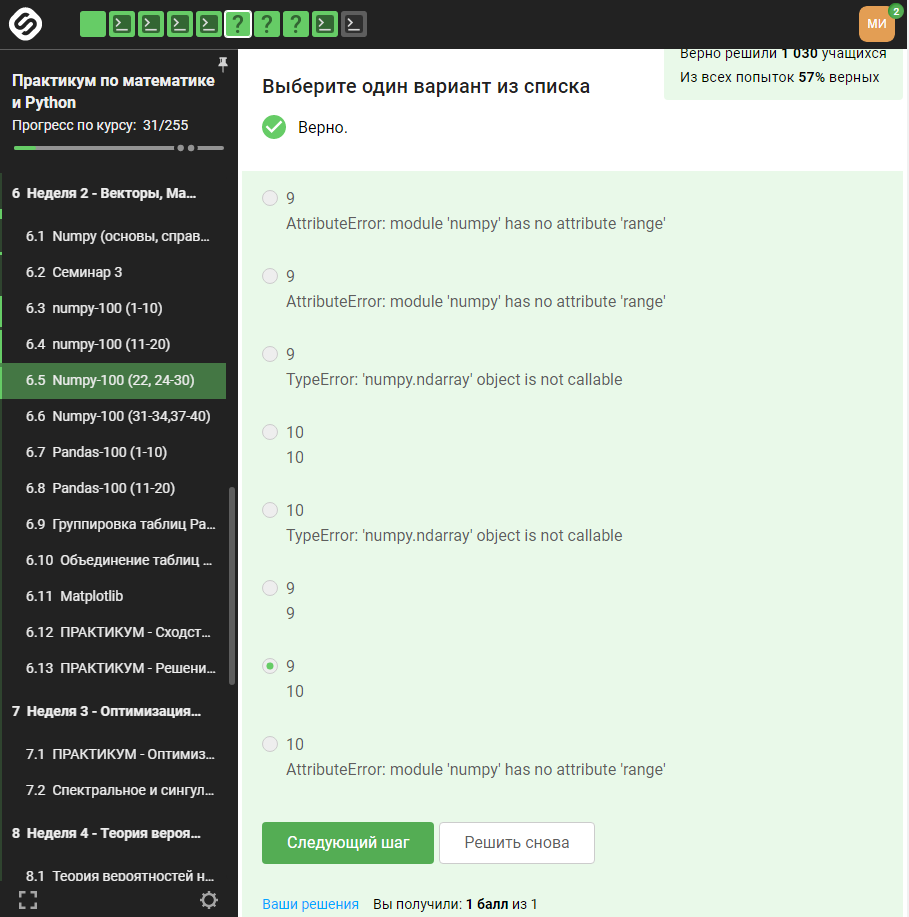 МИ
2
Практикум по математике
и Python
Прогресс по курсу: 31/255
6 Неделя 2 - Векторы, Ма...
6.1 Numpy (основы, справ...
6.2 Семинар 3
6.3 numpy-100 (1-10)
6.4 numpy-100 (11-20)
6.5 Numpy-100 (22, 24-30)
6.6 Numpy-100 (31-34,37-40)
6.7 Pandas-100 (1-10)
6.8 Pandas-100 (11-20)
6.9 Группировка таблиц Pa...
6.10 Объединение таблиц ...
6.11 Matplotlib
6.12 ПРАКТИКУМ - Сходст...
6.13 ПРАКТИКУМ - Решени...
7 Неделя 3 - Оптимизация...
7.1 ПРАКТИКУМ - Оптимиз...
7.2 Спектральное и сингул...
8 Неделя 4 - Теория вероя...
8.1 Теория вероятностей н...
Верно решили 1 030 учащихся
Из всех попыток 57% верных
Выберите один вариант из списка
Верно.
9
AttributeError: module 'numpy' has no attribute 'range'
9
AttributeError: module 'numpy' has no attribute 'range'
9
TypeError: 'numpy.ndarray' object is not callable
10
10
10
TypeError: 'numpy.ndarray' object is not callable
9
9
9
10
10
AttributeError: module 'numpy' has no attribute 'range'
Следующий шаг
Решить снова
Ваши решения Вы получили: 1 балл из 1